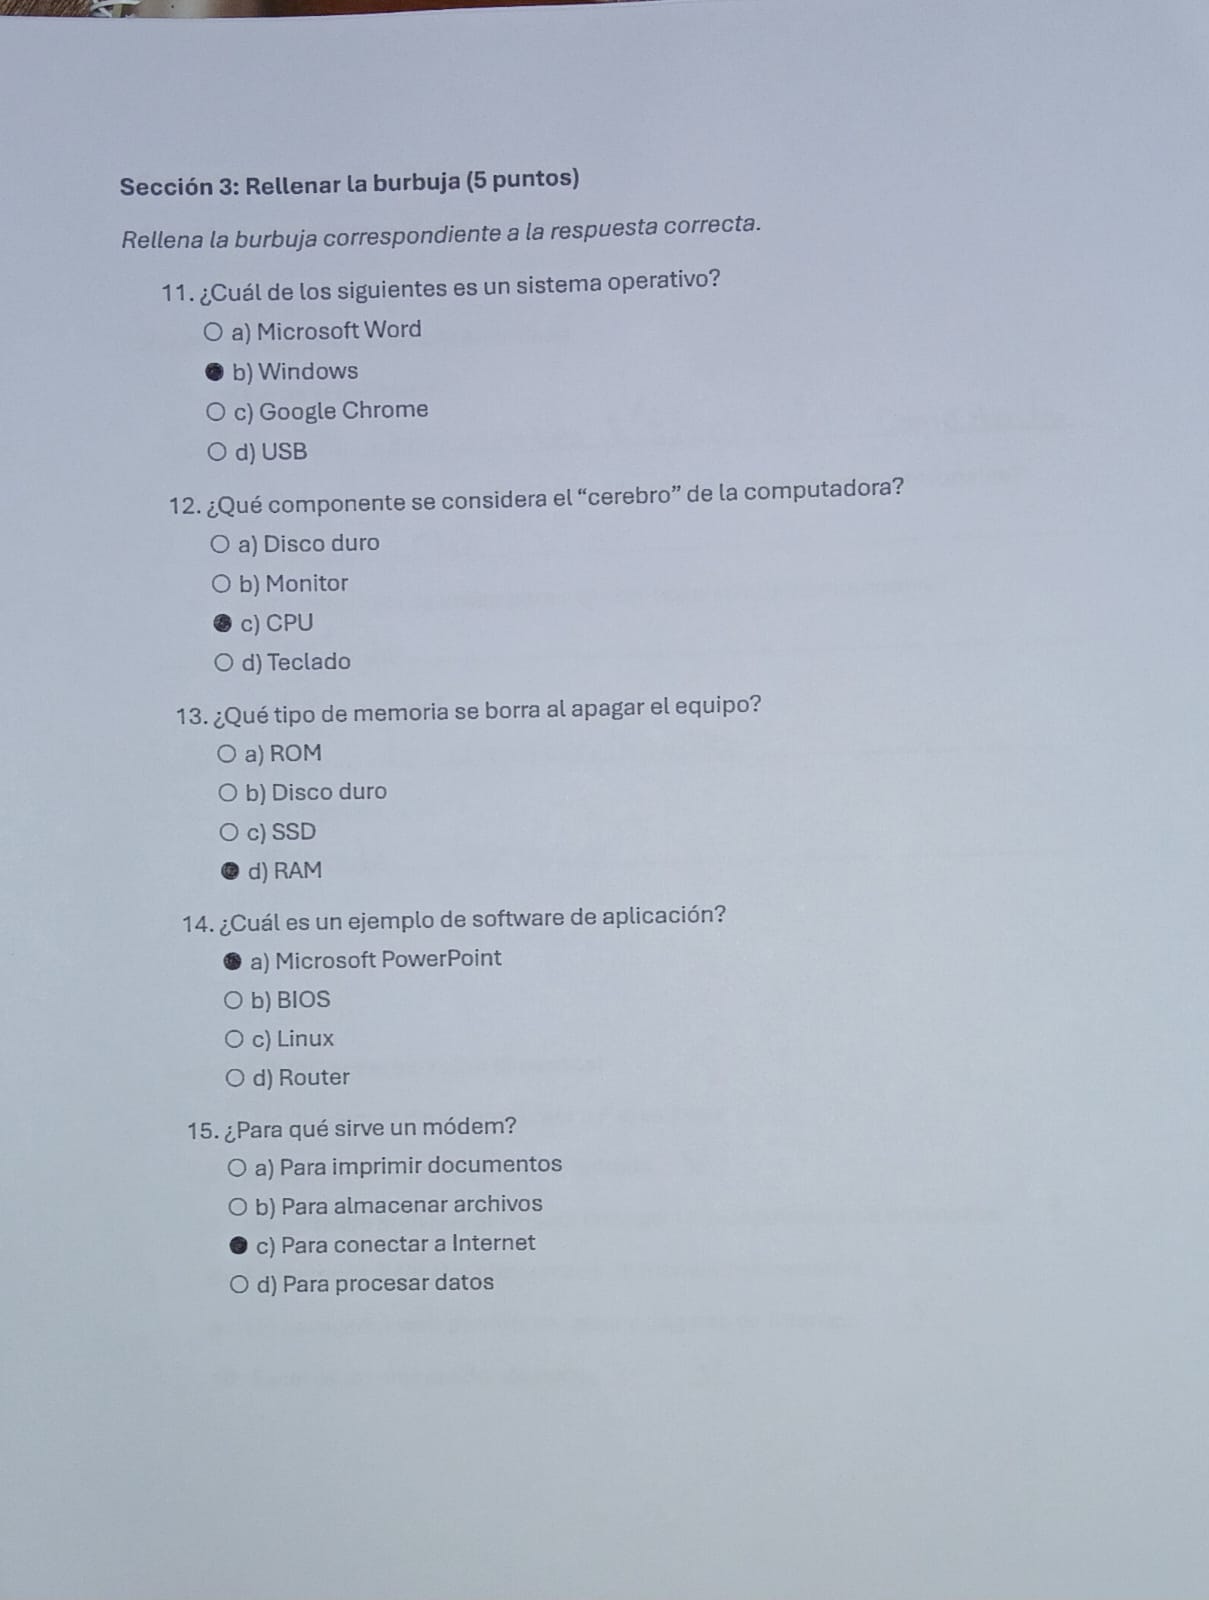 Sección 3: Rellenar la burbuja (5 puntos)
Rellena la burbuja correspondiente a la respuesta correcta.
11. ¿Cuál de los siguientes es un sistema operativo?
a) Microsoft Word
b) Windows
c) Google Chrome
d) USB
12. ¿Qué componente se considera el “cerebro” de la computadora?
a) Disco duro
b) Monitor
c) CPU
d) Teclado
13. ¿Qué tipo de memoria se borra al apagar el equipo?
a) ROM
b) Disco duro
c) SSD
d) RAM
14. ¿Cuál es un ejemplo de software de aplicación?
a) Microsoft PowerPoint
b) BIOS
c) Linux
d) Router
15. ¿Para qué sirve un módem?
a) Para imprimir documentos
b) Para almacenar archivos
c) Para conectar a Internet
d) Para procesar datos